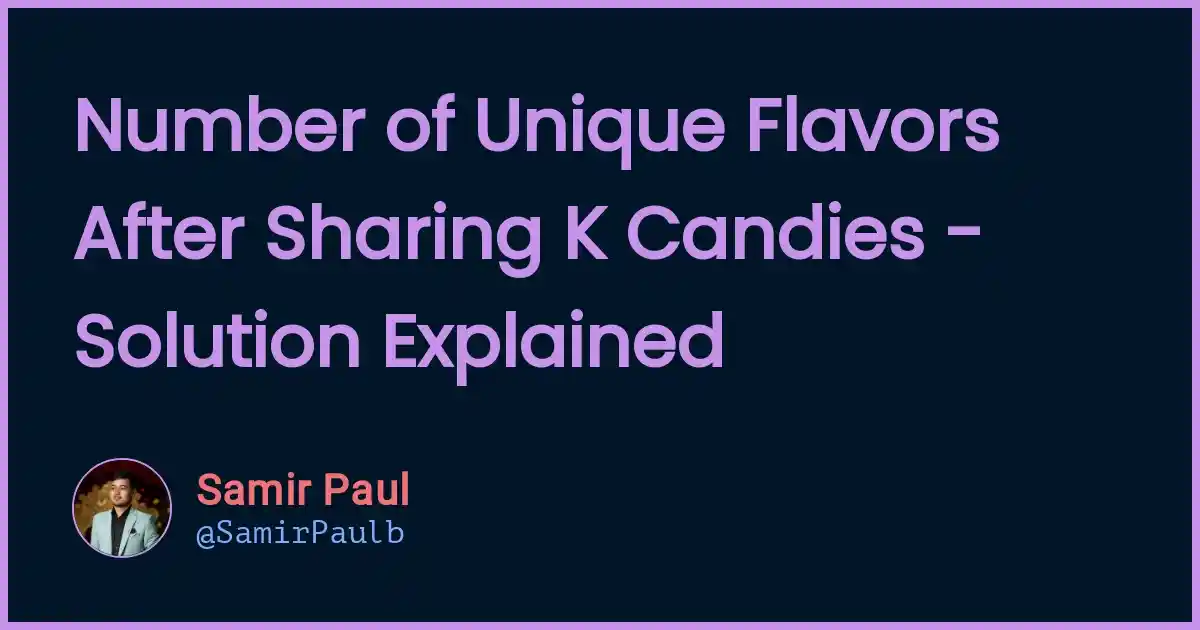 Number of Unique Flavors
After Sharing K Candies -
Solution Explained
Samir Paul
@SamirPaulb